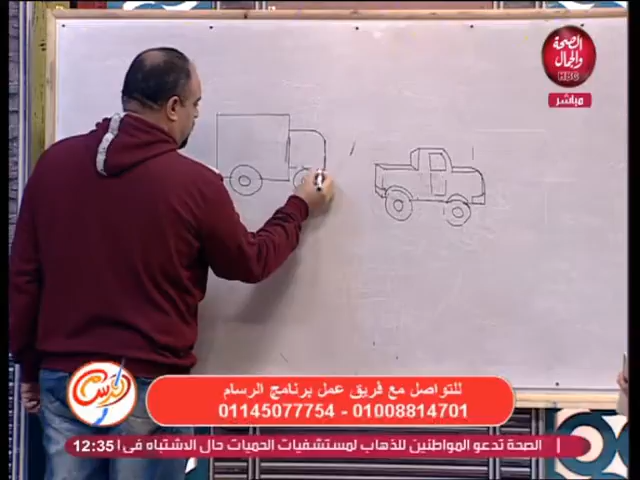 الصحة
والجمال
HBC
مباشر
ارسم
للتواصل مع فريق عمل برنامج الرسام
01145077754 - 01008814701
12:35 الصحة تدعو المواطنين للذهاب لمستشفيات الحميات حال الاشتباه فى ا